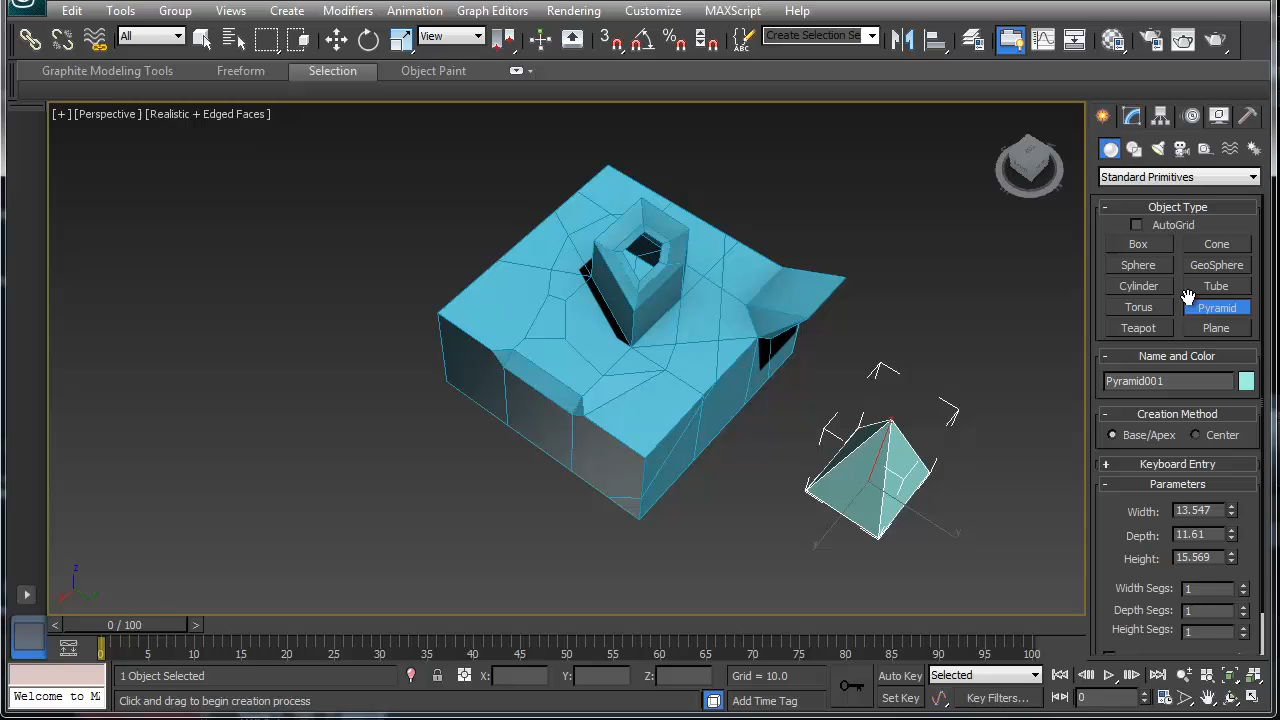 Edit Tools Group Views Create Modifiers Animation Graph Editors Rendering Customize MAXScript Help
All View Create Selection Se
Graphite Modeling Tools Freeform Selection Object Paint
[+] [Perspective] [Realistic + Edged Faces]
Standard Primitives
- Object Type
AutoGrid
Box Cone
Sphere GeoSphere
Cylinder Tube
Torus Pyramid
Teapot Plane
- Name and Color
Pyramid001
- Creation Method
Base/Apex Center
+ Keyboard Entry
- Parameters
Width: 13.547
Depth: 11.61
Height: 15.569
Width Segs: 1
Depth Segs: 1
Height Segs: 1
z
y
< 0 / 100 >
0 5 10 15 20 25 30 35 40 45 50 55 60 65 70 75 80 85 90 95 100
1 Object Selected X: Y: Z: Grid = 10.0 Auto Key Selected
Welcome to MA Click and drag to begin creation process Add Time Tag Set Key Key Filters... 0